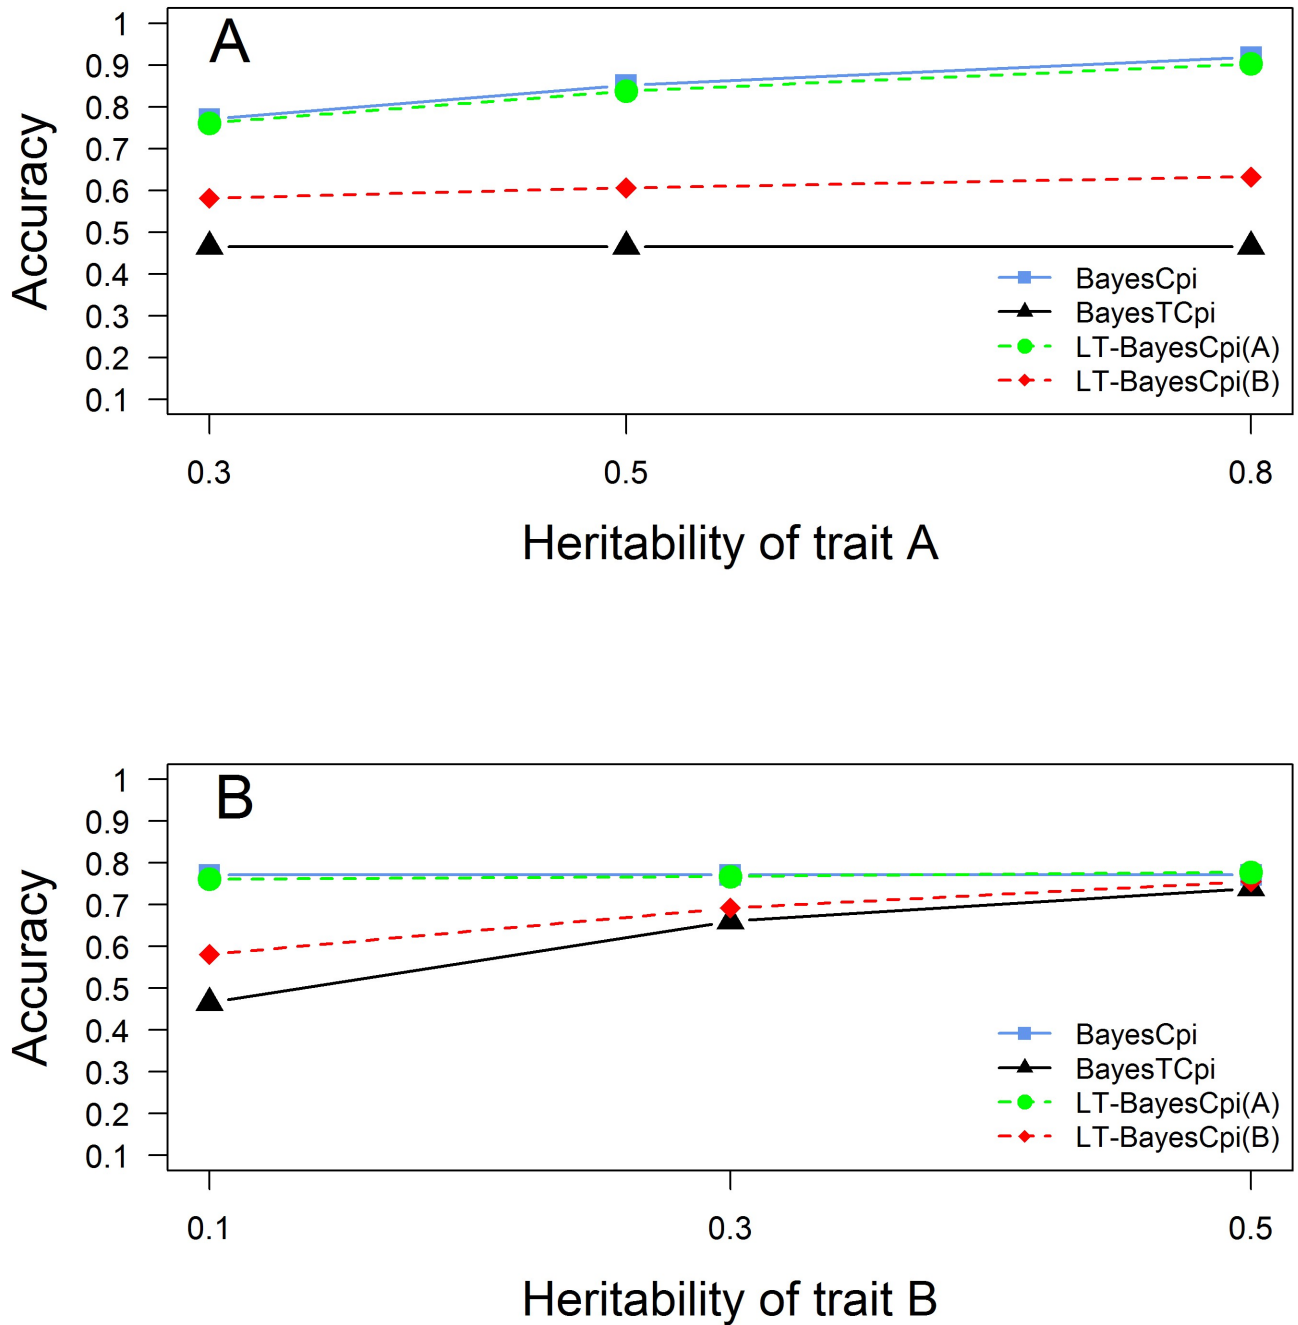 A
Accuracy
1
0.9
0.8
0.7
0.6
0.5
0.4
0.3
0.2
0.1
BayesCpi
BayesTCpi
LT-BayesCpi(A)
LT-BayesCpi(B)
0.3 0.5 0.8
Heritability of trait A
B
Accuracy
1
0.9
0.8
0.7
0.6
0.5
0.4
0.3
0.2
0.1
BayesCpi
BayesTCpi
LT-BayesCpi(A)
LT-BayesCpi(B)
0.1 0.3 0.5
Heritability of trait B